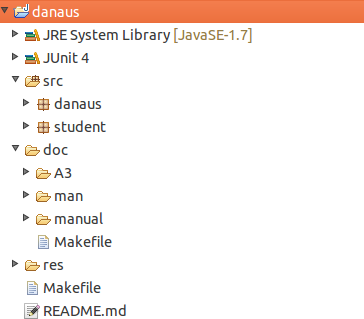 danaus
JRE System Library [JavaSE-1.7]
JUnit 4
src
danaus
student
doc
A3
man
manual
Makefile
res
Makefile
README.md